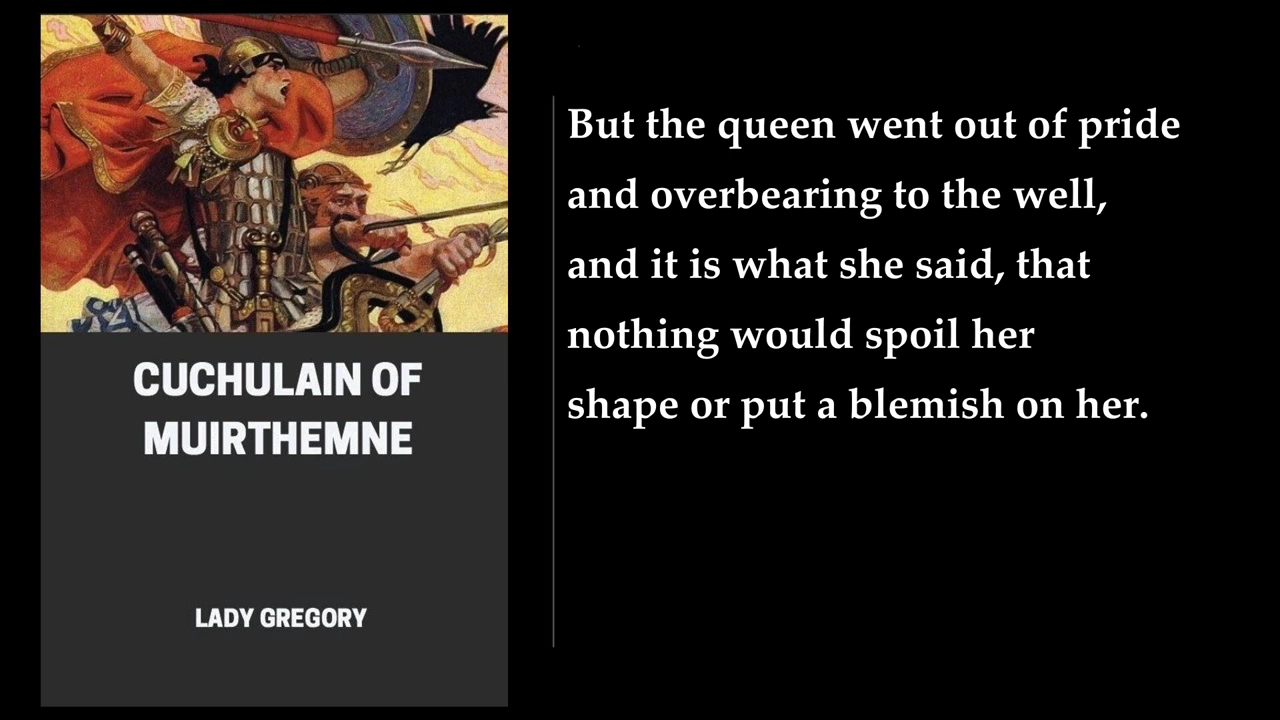 CUCHULAIN OF
MUIRTHEMNE
LADY GREGORY
But the queen went out of pride
and overbearing to the well,
and it is what she said, that
nothing would spoil her
shape or put a blemish on her.